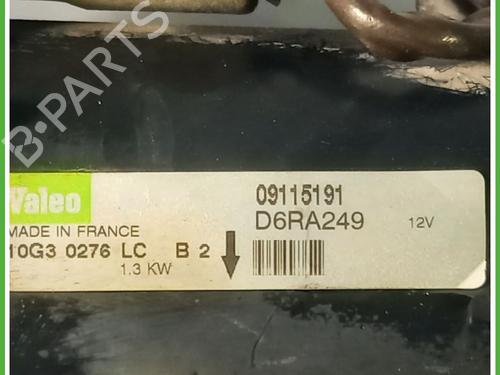 B-PARTS
Valeo
09115191
MADE IN FRANCE
D6RA249 12V
10G3 0276 LC B 2
1.3 KW